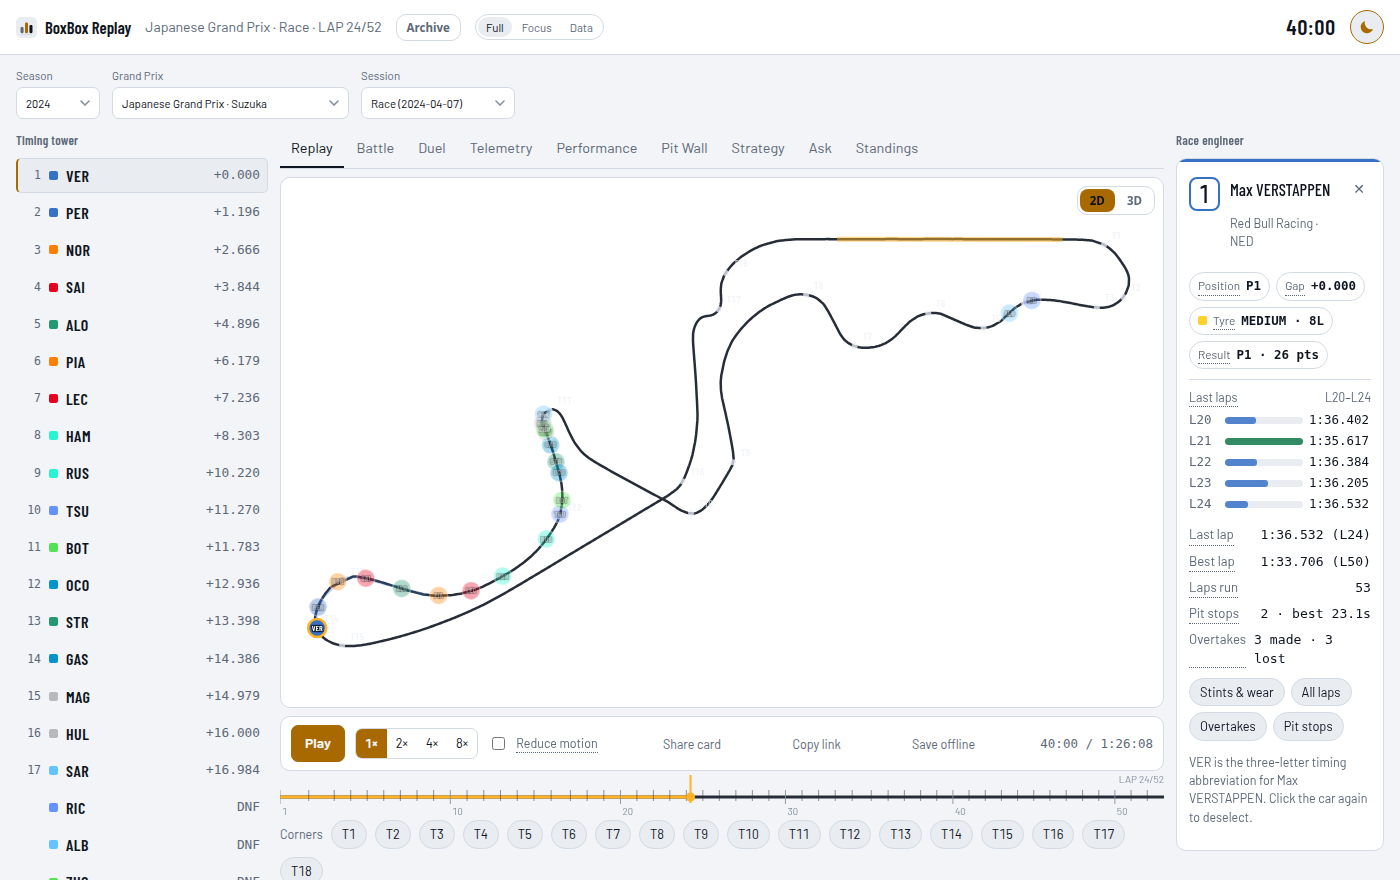 BoxBox Replay
Japanese Grand Prix · Race · LAP 24/52
Archive
Full Focus Data
40:00
Season
2024
Grand Prix
Japanese Grand Prix · Suzuka
Session
Race (2024-04-07)
Timing tower
1 VER +0.000
2 PER +1.196
3 NOR +2.666
4 SAI +3.844
5 ALO +4.896
6 PIA +6.179
7 LEC +7.236
8 HAM +8.303
9 RUS +10.220
10 TSU +11.270
11 BOT +11.783
12 OCO +12.936
13 STR +13.398
14 GAS +14.386
15 MAG +14.979
16 HUL +16.000
17 SAR +16.984
RIC DNF
ALB DNF
Replay Battle Duel Telemetry Performance Pit Wall Strategy Ask Standings
2D 3D
VER
Play
1× 2× 4× 8×
Reduce motion
Share card
Copy link
Save offline
40:00 / 1:26:08
LAP 24/52
1 10 20 30 40 50
Corners T1 T2 T3 T4 T5 T6 T7 T8 T9 T10 T11 T12 T13 T14 T15 T16 T17
T18
Race engineer
1 Max VERSTAPPEN ×
Red Bull Racing ·
NED
Position P1 Gap +0.000
Tyre MEDIUM · 8L
Result P1 · 26 pts
Last laps L20–L24
L20 1:36.402
L21 1:35.617
L22 1:36.384
L23 1:36.205
L24 1:36.532
Last lap 1:36.532 (L24)
Best lap 1:33.706 (L50)
Laps run 53
Pit stops 2 · best 23.1s
Overtakes 3 made · 3
lost
Stints & wear All laps
Overtakes Pit stops
VER is the three-letter timing
abbreviation for Max
VERSTAPPEN. Click the car again
to deselect.